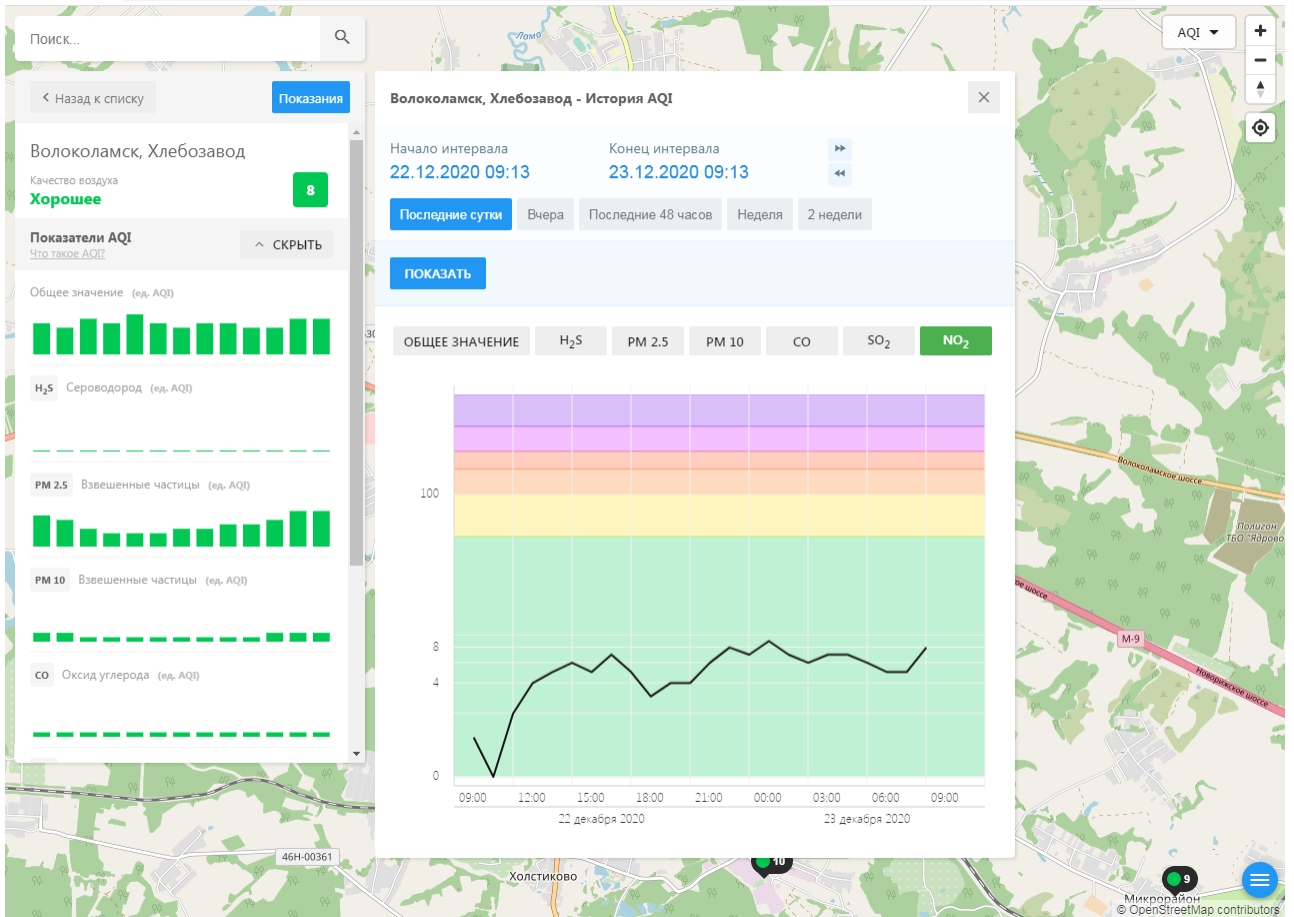 Поиск...
AQI
Ломо
Назад к списку
Показания
Волоколамск, Хлебозавод
Качество воздуха
Хорошее
8
Показатели AQI
Что такое AQI?
СКРЫТЬ
Общее значение (ед. AQI)
H2S Сероводород (ед. AQI)
PM 2.5 Взвешенные частицы (ед. AQI)
PM 10 Взвешенные частицы (ед. AQI)
CO Оксид углерода (ед. AQI)
Волоколамск, Хлебозавод - История AQI
Начало интервала
22.12.2020 09:13
Конец интервала
23.12.2020 09:13
Последние сутки
Вчера
Последние 48 часов
Неделя
2 недели
ПОКАЗАТЬ
ОБЩЕЕ ЗНАЧЕНИЕ
H2S
PM 2.5
PM 10
CO
SO2
NO2
100
8
4
0
09:00 12:00 15:00 18:00 21:00 00:00 03:00 06:00 09:00
22 декабря 2020
23 декабря 2020
Волоколамское шоссе
Полигон
ТБО "Ядрово
шоссе
М-9
Новорижское шоссе
46Н-00361
Холстиково
10
9
Микрорайон
© OpenStreetMap contributors